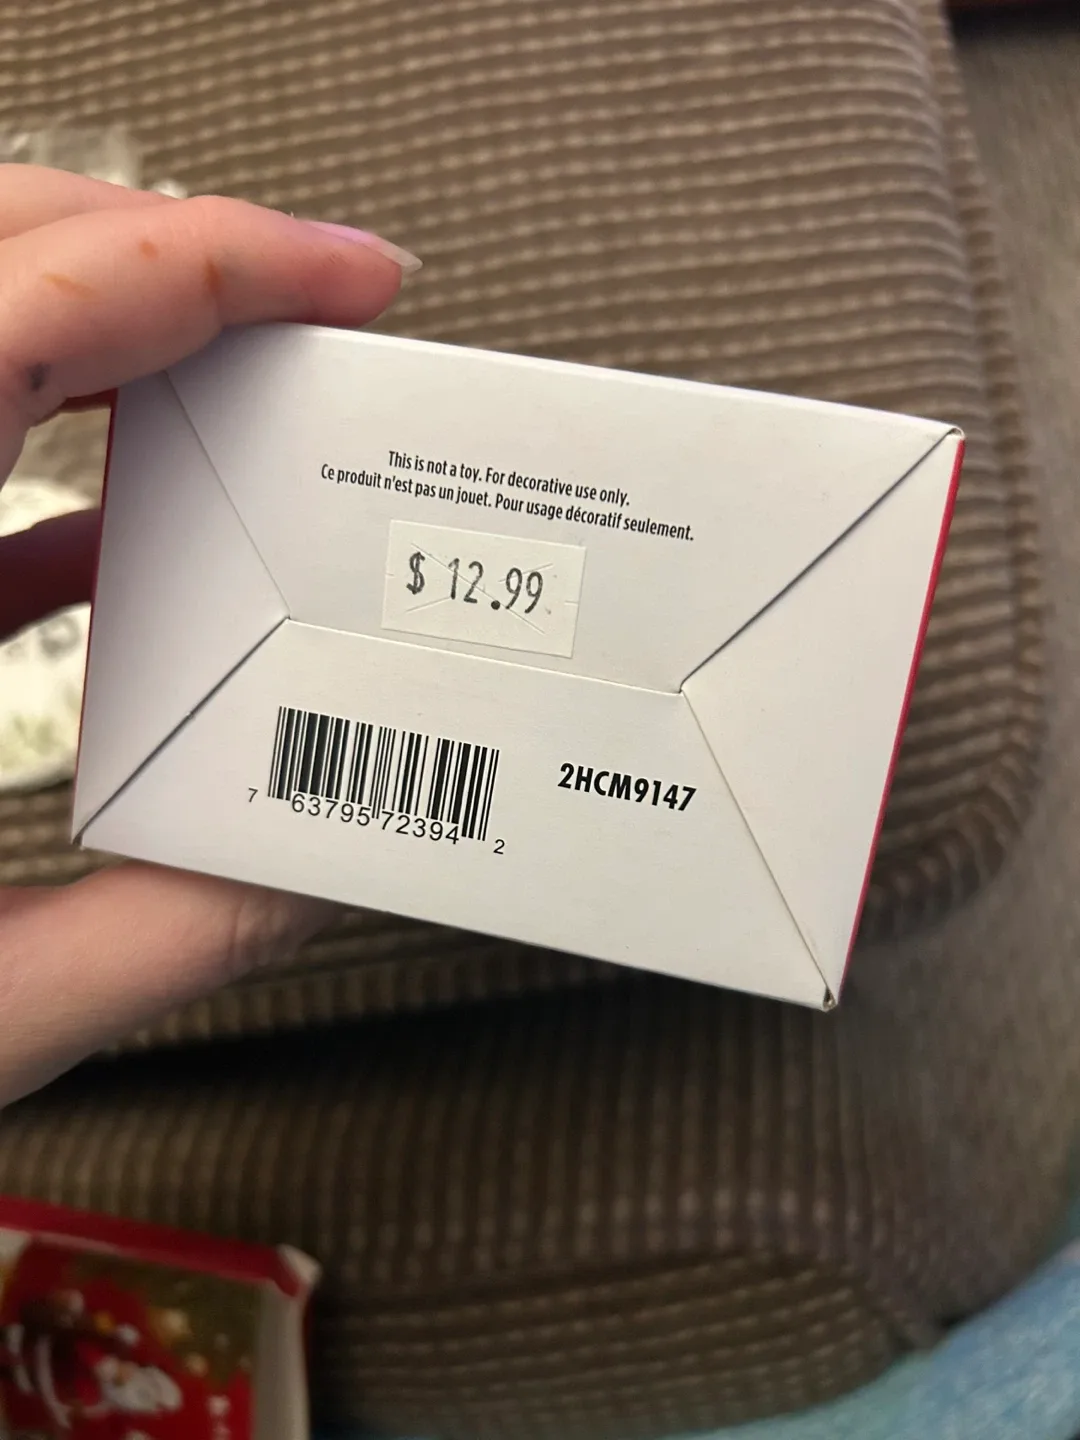 This is not a toy. For decorative use only.
Ce produit n'est pas un jouet. Pour usage décoratif seulement.
$ 12.99
7 63795 72394 2
2HCM9147